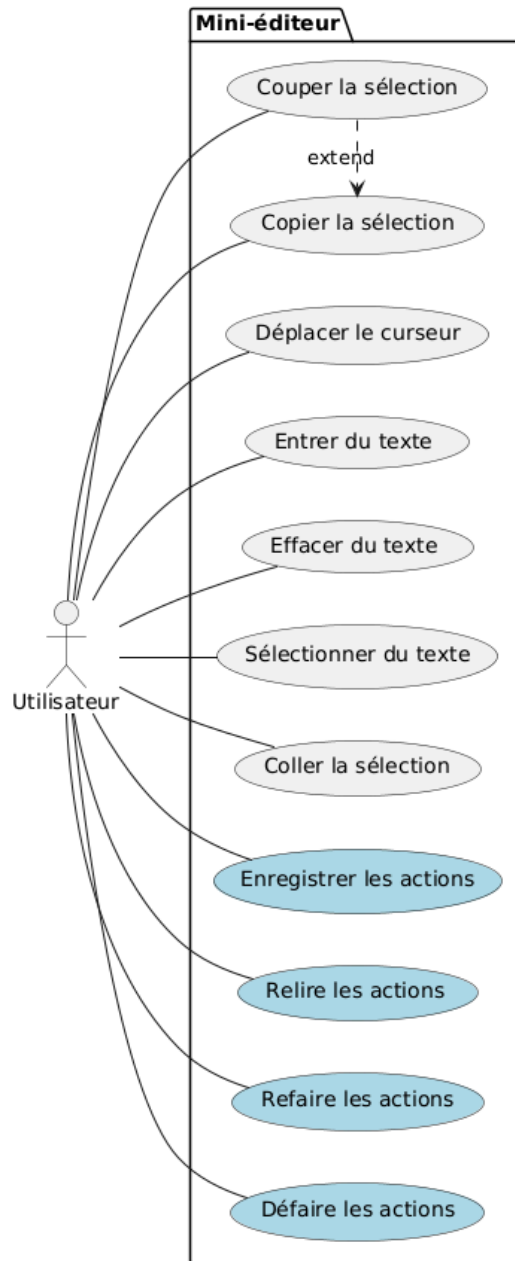 Mini-éditeur
Couper la sélection
extend
Copier la sélection
Déplacer le curseur
Entrer du texte
Effacer du texte
Sélectionner du texte
Utilisateur
Coller la sélection
Enregistrer les actions
Relire les actions
Refaire les actions
Défaire les actions